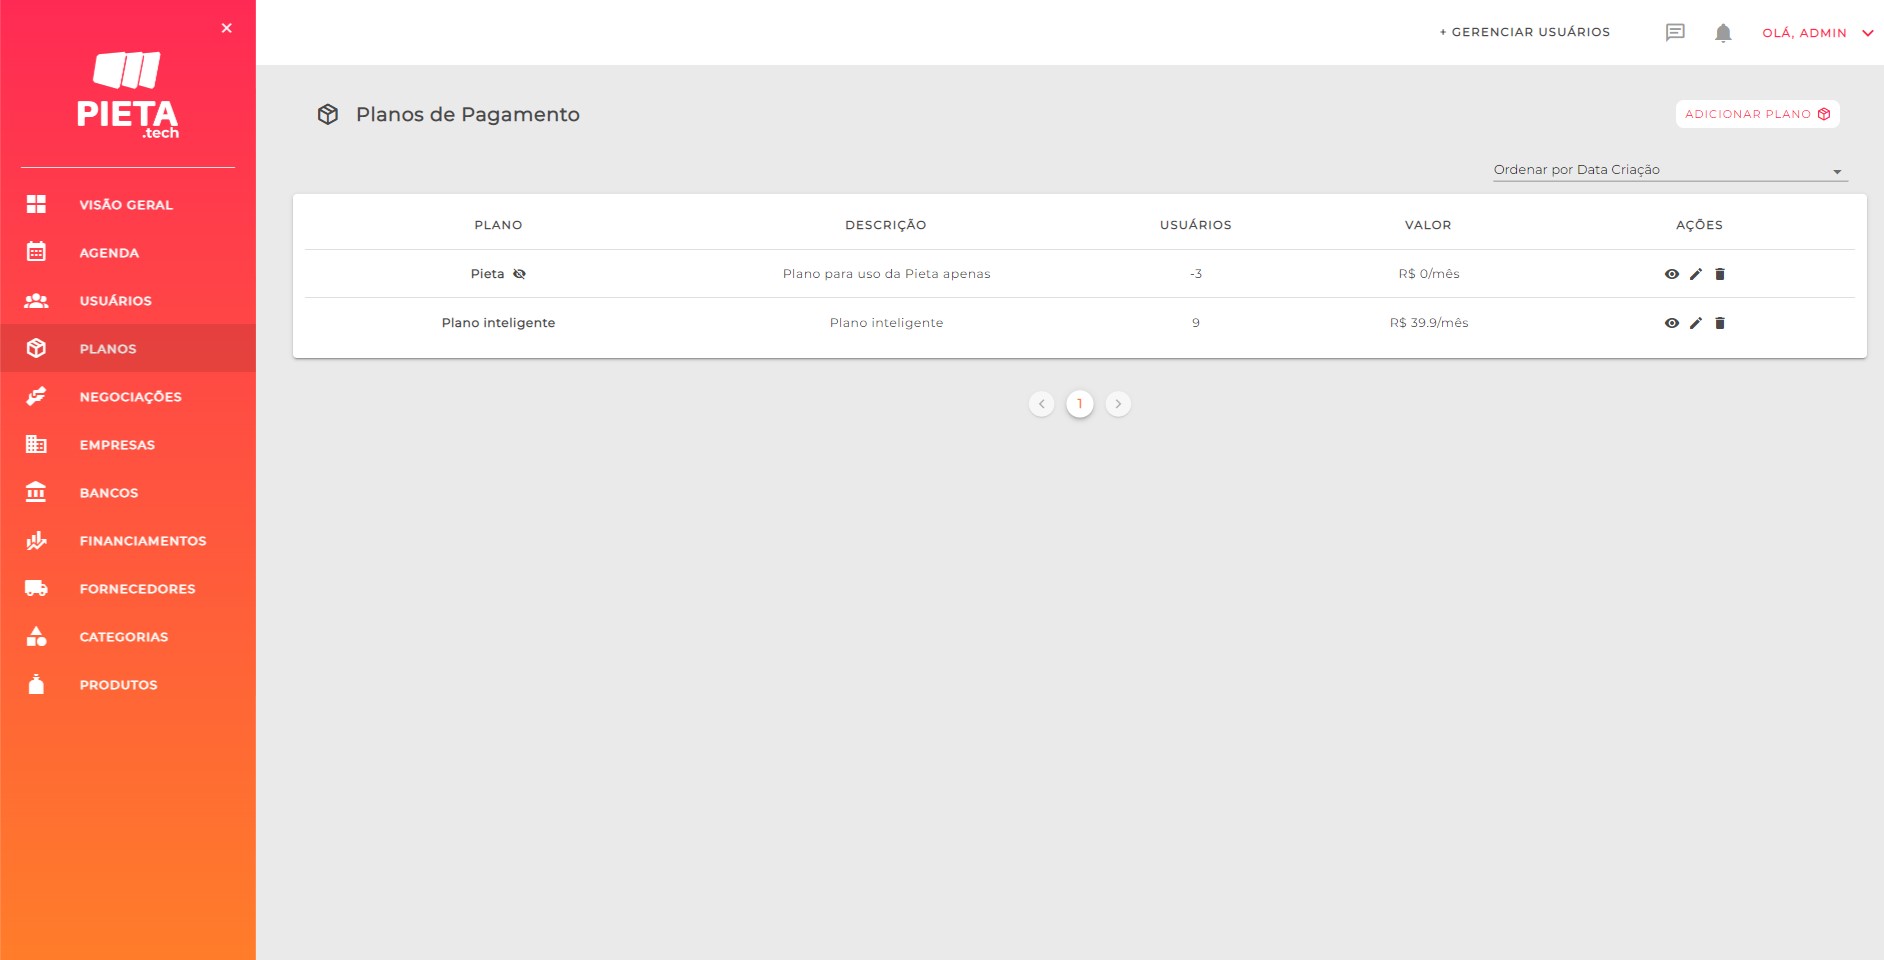 PIETA
.tech
VISÃO GERAL
AGENDA
USUÁRIOS
PLANOS
NEGOCIAÇÕES
EMPRESAS
BANCOS
FINANCIAMENTOS
FORNECEDORES
CATEGORIAS
PRODUTOS
+ GERENCIAR USUÁRIOS OLÁ, ADMIN
Planos de Pagamento ADICIONAR PLANO
Ordenar por Data Criação
PLANO DESCRIÇÃO USUÁRIOS VALOR AÇÕES
Pieta Plano para uso da Pieta apenas -3 R$ 0/mês
Plano inteligente Plano inteligente 9 R$ 39.9/mês
1